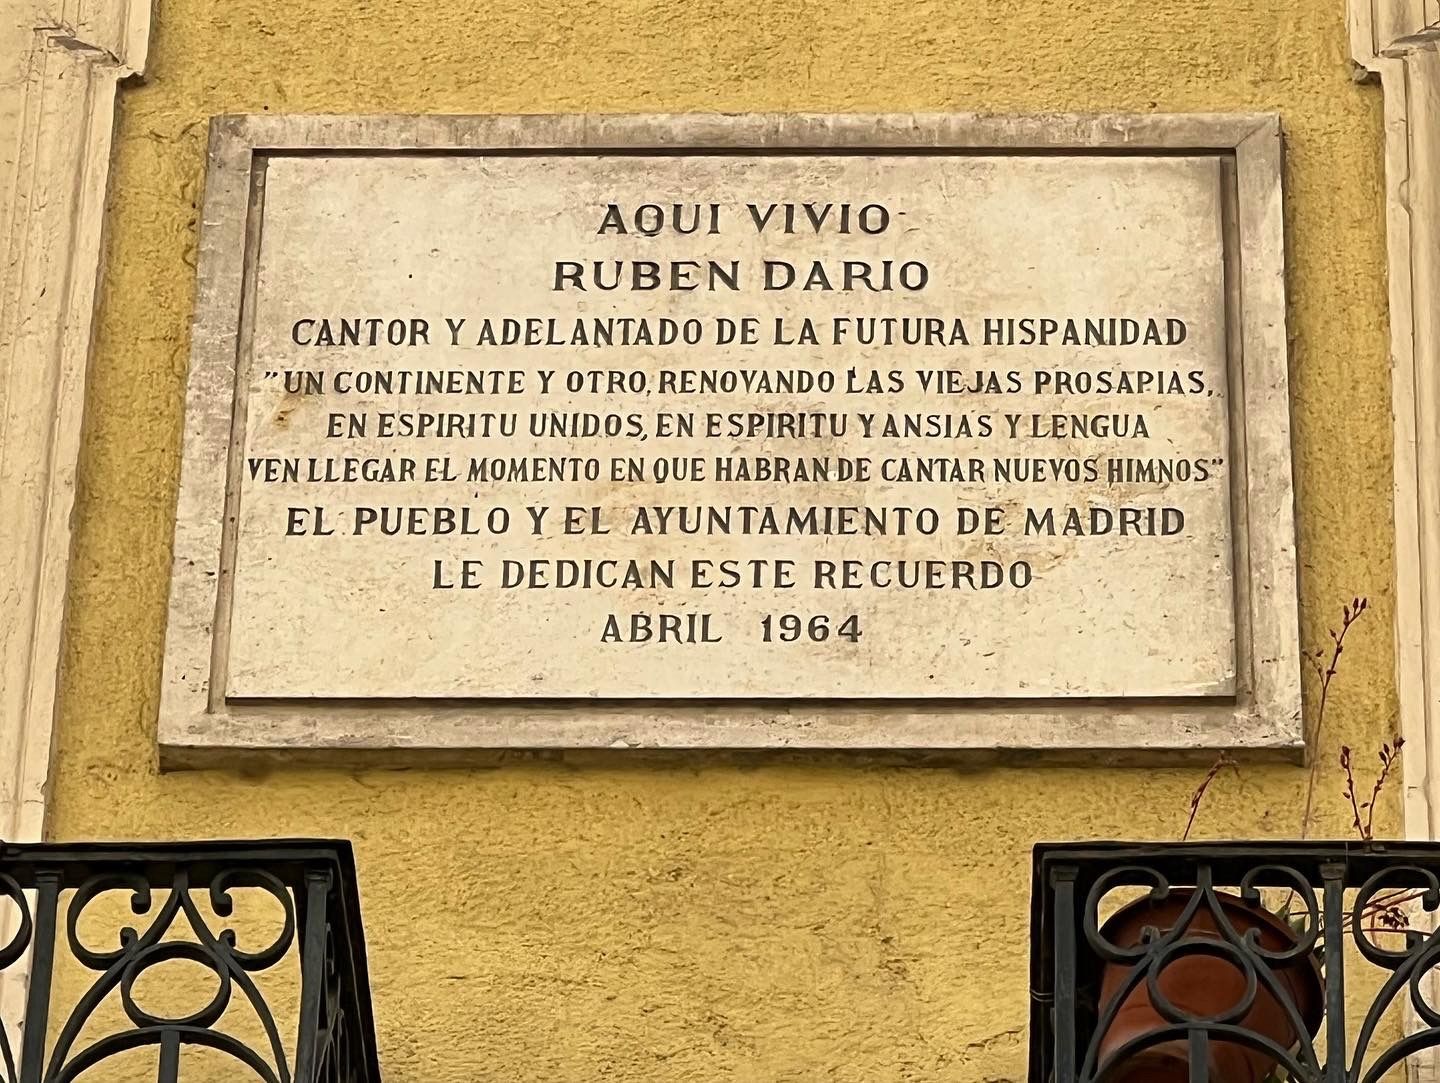 AQUI VIVIO
RUBEN DARIO
CANTOR Y ADELANTADO DE LA FUTURA HISPANIDAD
"UN CONTINENTE Y OTRO, RENOVANDO LAS VIEJAS PROSAPIAS,
EN ESPIRITU UNIDOS, EN ESPIRITU Y ANSIAS Y LENGUA
VEN LLEGAR EL MOMENTO EN QUE HABRAN DE CANTAR NUEVOS HIMNOS"
EL PUEBLO Y EL AYUNTAMIENTO DE MADRID
LE DEDICAN ESTE RECUERDO
ABRIL 1964